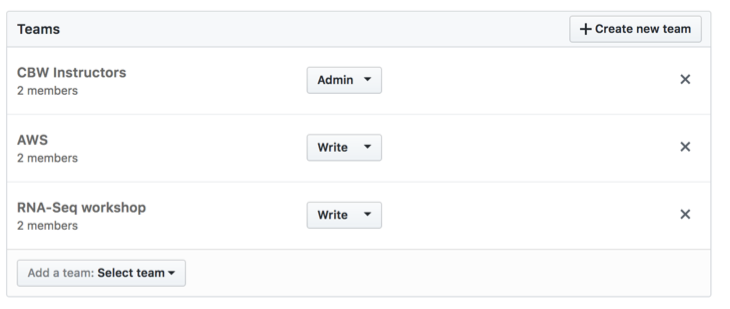 Teams
+ Create new team
CBW Instructors
2 members
Admin
AWS
2 members
Write
RNA-Seq workshop
2 members
Write
Add a team: Select team